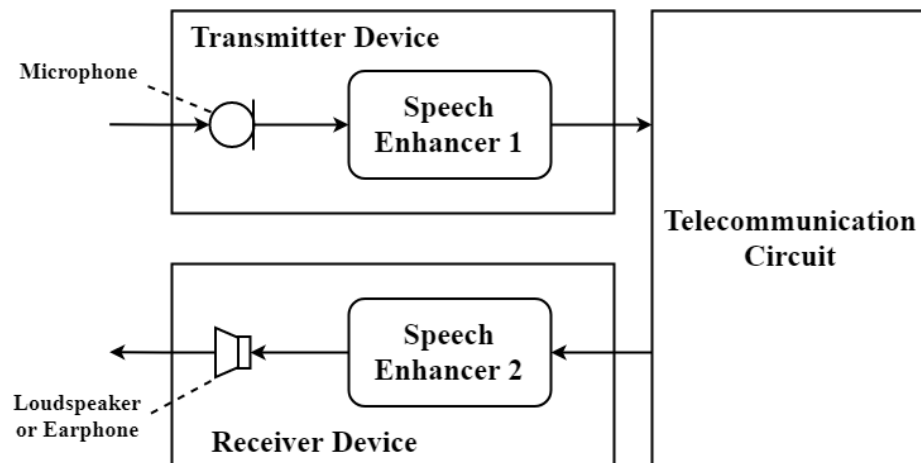 Transmitter Device
Microphone
Speech
Enhancer 1
Telecommunication
Circuit
Speech
Enhancer 2
Loudspeaker
or Earphone
Receiver Device